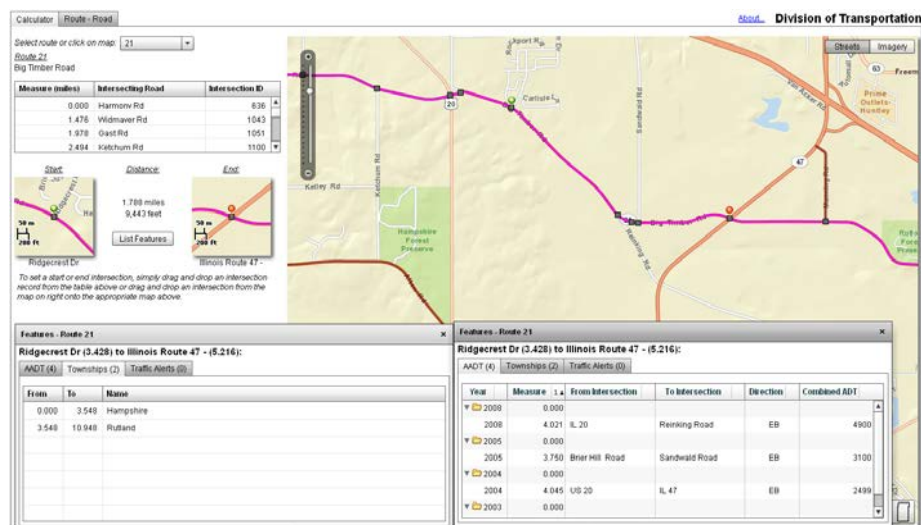 Calculator
Route - Road
About...
Division of Transportation
Select route or click on map:
21
Route 21
Big Timber Road
Measure (miles) Intersecting Road Intersection ID
0.000 Harmony Rd 836
1.476 Widmayer Rd 1043
1.978 Gast Rd 1051
2.494 Ketchum Rd 1100
Start:
Distance:
End:
1.788 miles
9,443 feet
50 m
200 ft
50 m
200 ft
Ridgecrest
List Features
Ridgecrest Dr
Illinois Route 47 -
To set a start or end intersection, simply drag and drop an intersection
record from the table above or drag and drop an intersection from the
map on right onto the appropriate map above.
Streets
Imagery
63
Freem
Prime
Outlets-
Huntley
Carlisle Ln
20
47
Sandwald Rd
Kelley Rd
Ketchum Rd
Big Timber Rd
Reinking Rd
Hampshire
Forest
Preserve
Features - Route 21
Ridgecrest Dr (3.428) to Illinois Route 47 - (5.216):
AADT (4) Townships (2) Traffic Alerts (0)
From To Name
0.000 3.548 Hampshire
3.548 10.948 Rutland
Features - Route 21
Ridgecrest Dr (3.428) to Illinois Route 47 - (5.216):
AADT (4) Townships (2) Traffic Alerts (0)
Year Measure 1 From Intersection To Intersection Direction Combined ADT
2008 0.000
2008 4.021 IL 20 Reinking Road EB 4900
2005 0.000
2005 3.750 Brier Hill Road Sandwald Road EB 3100
2004 0.000
2004 4.045 US 20 IL 47 EB 2499
2003 0.000